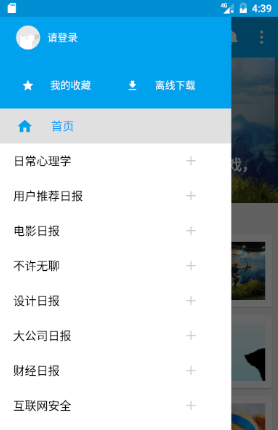 4G 4:39
请登录
我的收藏 离线下载
首页
日常心理学
用户推荐日报
电影日报
不许无聊
设计日报
大公司日报
财经日报
互联网安全
戏,